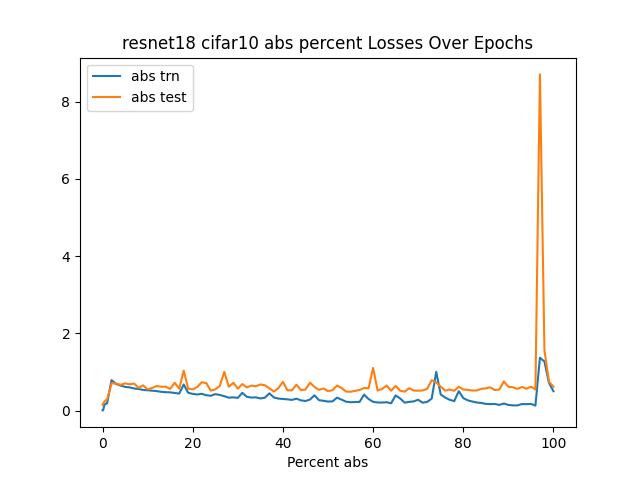 resnet18 cifar10 abs percent Losses Over Epochs
abs trn
abs test
8
6
4
2
0
0 20 40 60 80 100
Percent abs